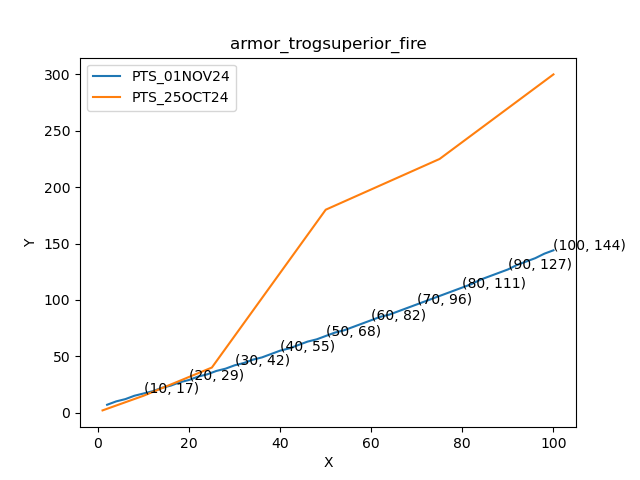 armor_trogsuperior_fire
PTS_01NOV24
PTS_25OCT24
300
250
200
150
100
50
0
Y
(100, 144)
(90, 127)
(80, 111)
(70, 96)
(60, 82)
(50, 68)
(40, 55)
(30, 42)
(20, 29)
(10, 17)
0 20 40 60 80 100
X